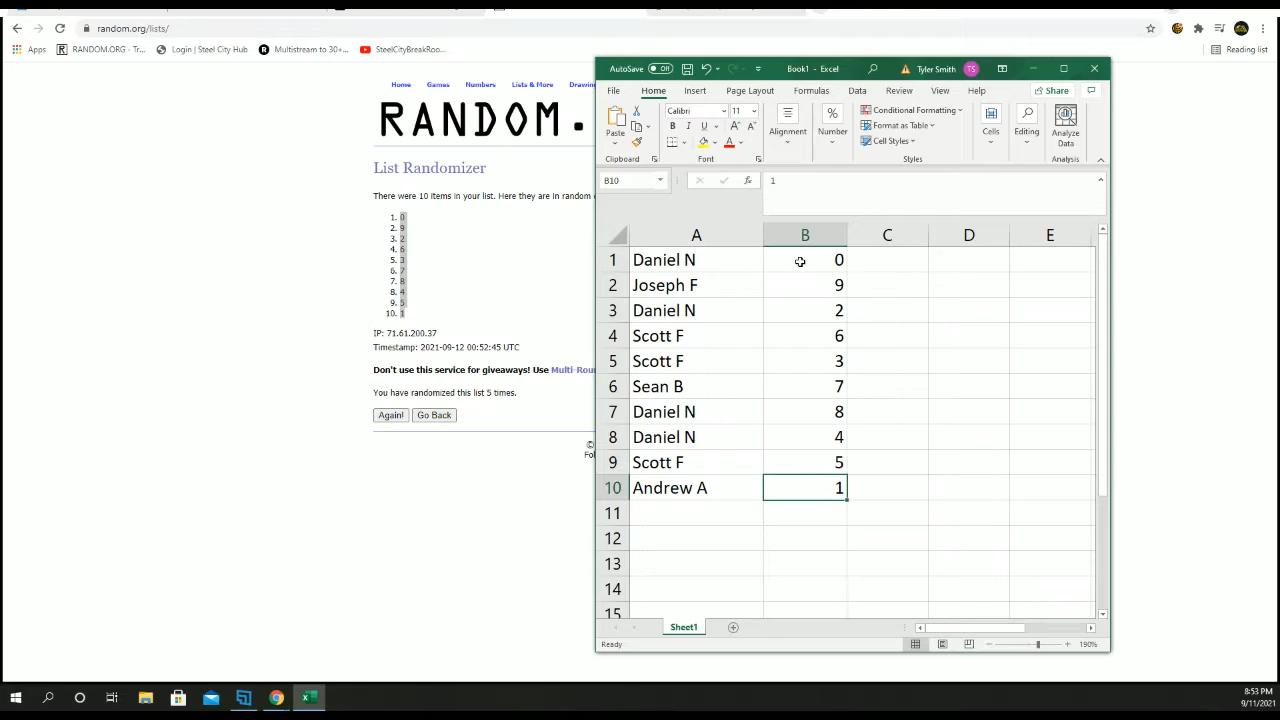 random.org/lists/
Apps RANDOM.ORG - Tr... Login | Steel City Hub Multistream to 30+... SteelCityBreakRoo... Reading list
Home Games Numbers Lists & More Drawin
RANDOM.
List Randomizer
There were 10 items in your list. Here they are in random o
1. 0
2. 9
3. 2
4. 6
5. 3
6. 7
7. 8
8. 4
9. 5
10. 1
IP: 71.61.200.37
Timestamp: 2021-09-12 00:52:45 UTC
Don't use this service for giveaways! Use Multi-Rou
You have randomized this list 5 times.
Again! Go Back
©
Fol
AutoSave Off Book1 - Excel Tyler Smith TS
File Home Insert Page Layout Formulas Data Review View Help Share
Paste Calibri 11 Alignment Number Conditional Formatting Format as Table Cell Styles Cells Editing Analyze Data
Clipboard Font Styles Analysis
B10 fx 1
A B C D E
1 Daniel N 0
2 Joseph F 9
3 Daniel N 2
4 Scott F 6
5 Scott F 3
6 Sean B 7
7 Daniel N 8
8 Daniel N 4
9 Scott F 5
10 Andrew A 1
11
12
13
14
15
Sheet1
Ready 190%
8:53 PM
9/11/2021